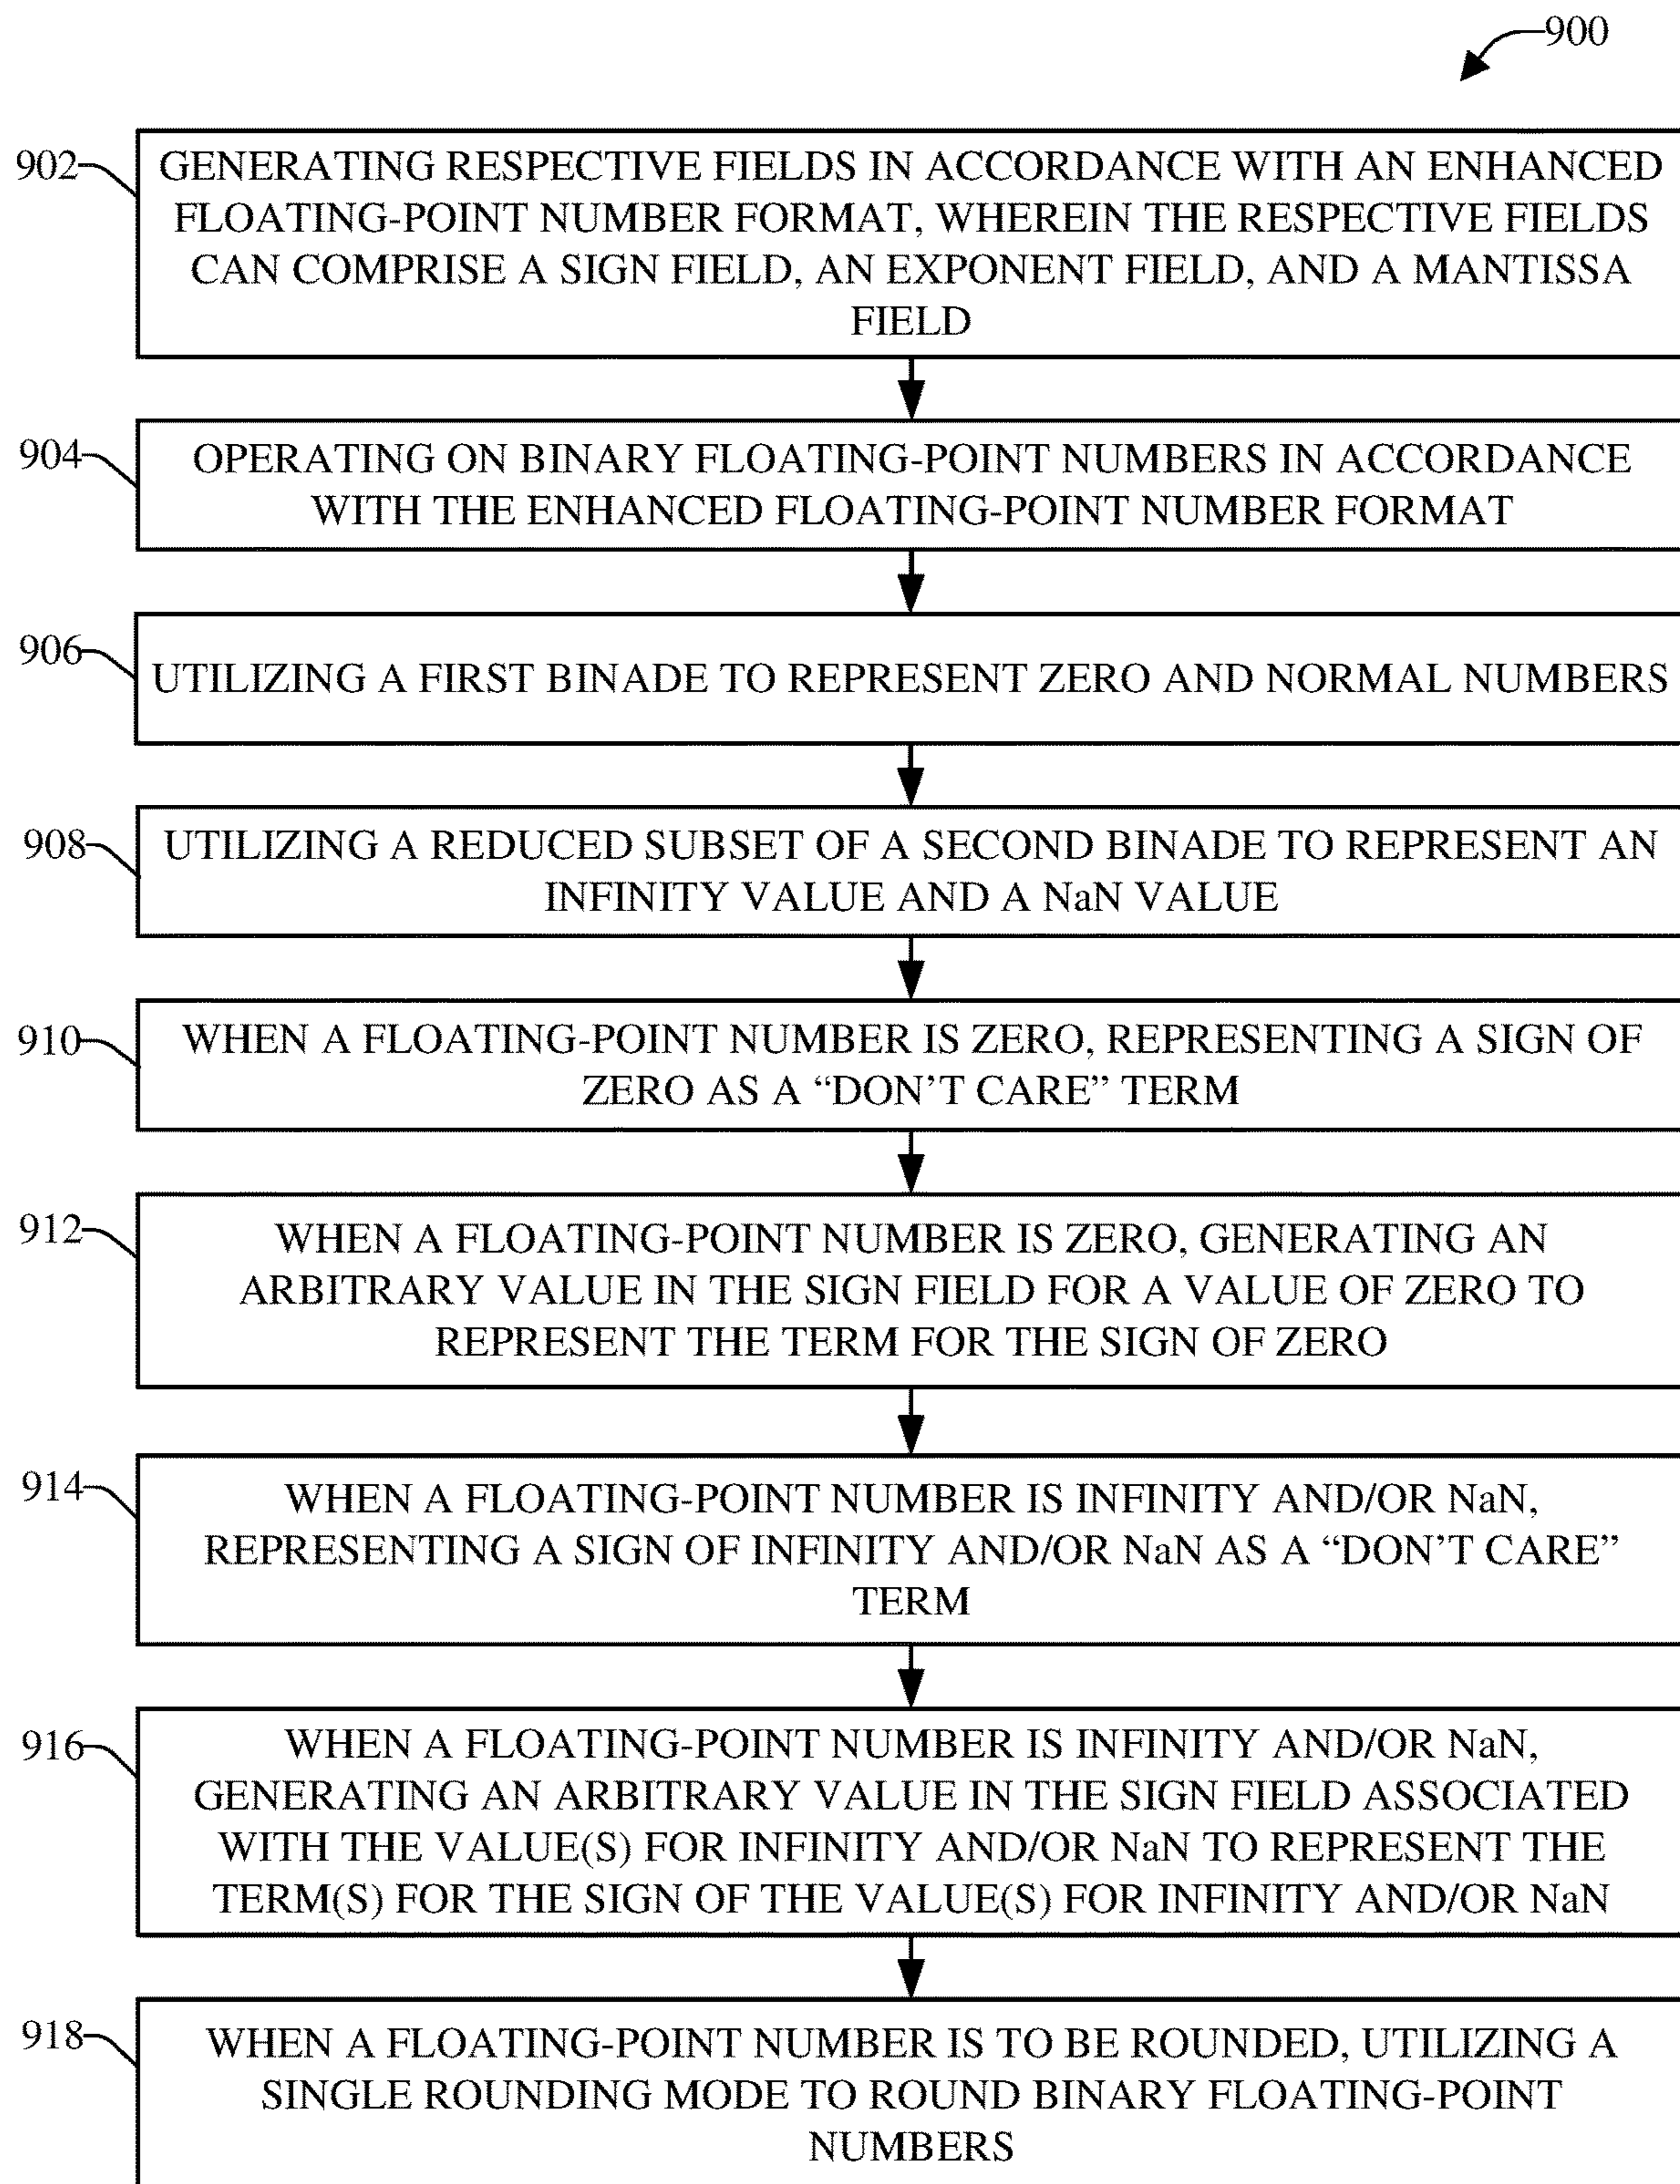 900
902
GENERATING RESPECTIVE FIELDS IN ACCORDANCE WITH AN ENHANCED
FLOATING-POINT NUMBER FORMAT, WHEREIN THE RESPECTIVE FIELDS
CAN COMPRISE A SIGN FIELD, AN EXPONENT FIELD, AND A MANTISSA
FIELD
904
OPERATING ON BINARY FLOATING-POINT NUMBERS IN ACCORDANCE
WITH THE ENHANCED FLOATING-POINT NUMBER FORMAT
906
UTILIZING A FIRST BINADE TO REPRESENT ZERO AND NORMAL NUMBERS
908
UTILIZING A REDUCED SUBSET OF A SECOND BINADE TO REPRESENT AN
INFINITY VALUE AND A NaN VALUE
910
WHEN A FLOATING-POINT NUMBER IS ZERO, REPRESENTING A SIGN OF
ZERO AS A “DON’T CARE” TERM
912
WHEN A FLOATING-POINT NUMBER IS ZERO, GENERATING AN
ARBITRARY VALUE IN THE SIGN FIELD FOR A VALUE OF ZERO TO
REPRESENT THE TERM FOR THE SIGN OF ZERO
914
WHEN A FLOATING-POINT NUMBER IS INFINITY AND/OR NaN,
REPRESENTING A SIGN OF INFINITY AND/OR NaN AS A “DON’T CARE”
TERM
916
WHEN A FLOATING-POINT NUMBER IS INFINITY AND/OR NaN,
GENERATING AN ARBITRARY VALUE IN THE SIGN FIELD ASSOCIATED
WITH THE VALUE(S) FOR INFINITY AND/OR NaN TO REPRESENT THE
TERM(S) FOR THE SIGN OF THE VALUE(S) FOR INFINITY AND/OR NaN
918
WHEN A FLOATING-POINT NUMBER IS TO BE ROUNDED, UTILIZING A
SINGLE ROUNDING MODE TO ROUND BINARY FLOATING-POINT
NUMBERS